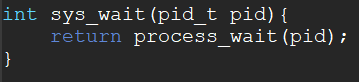 int sys_wait(pid_t pid){
    return process_wait(pid);
}